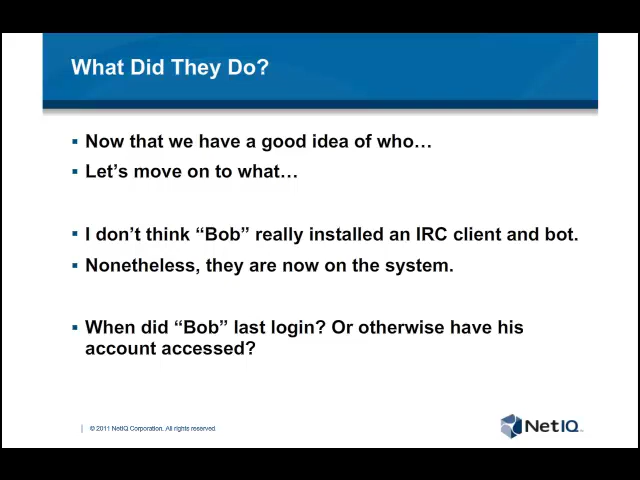 What Did They Do?
Now that we have a good idea of who…
Let's move on to what…
I don't think “Bob” really installed an IRC client and bot.
Nonetheless, they are now on the system.
When did “Bob” last login? Or otherwise have his
account accessed?
© 2011 NetIQ Corporation. All rights reserved.
NetIQ